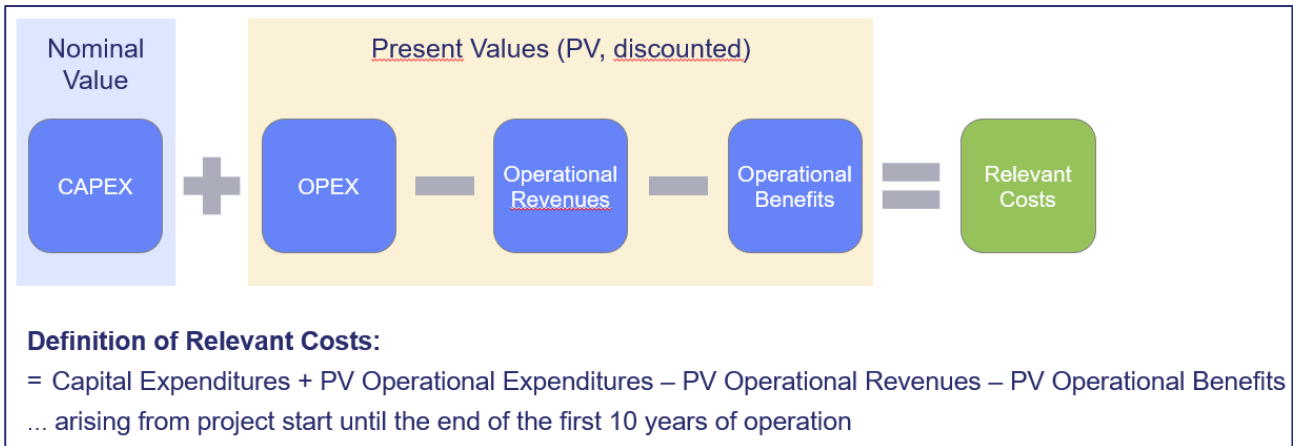 Nominal
Value
Present Values (PV, discounted)
CAPEX
OPEX
Operational
Revenues
Operational
Benefits
Relevant
Costs
Definition of Relevant Costs:
= Capital Expenditures + PV Operational Expenditures – PV Operational Revenues – PV Operational Benefits
... arising from project start until the end of the first 10 years of operation